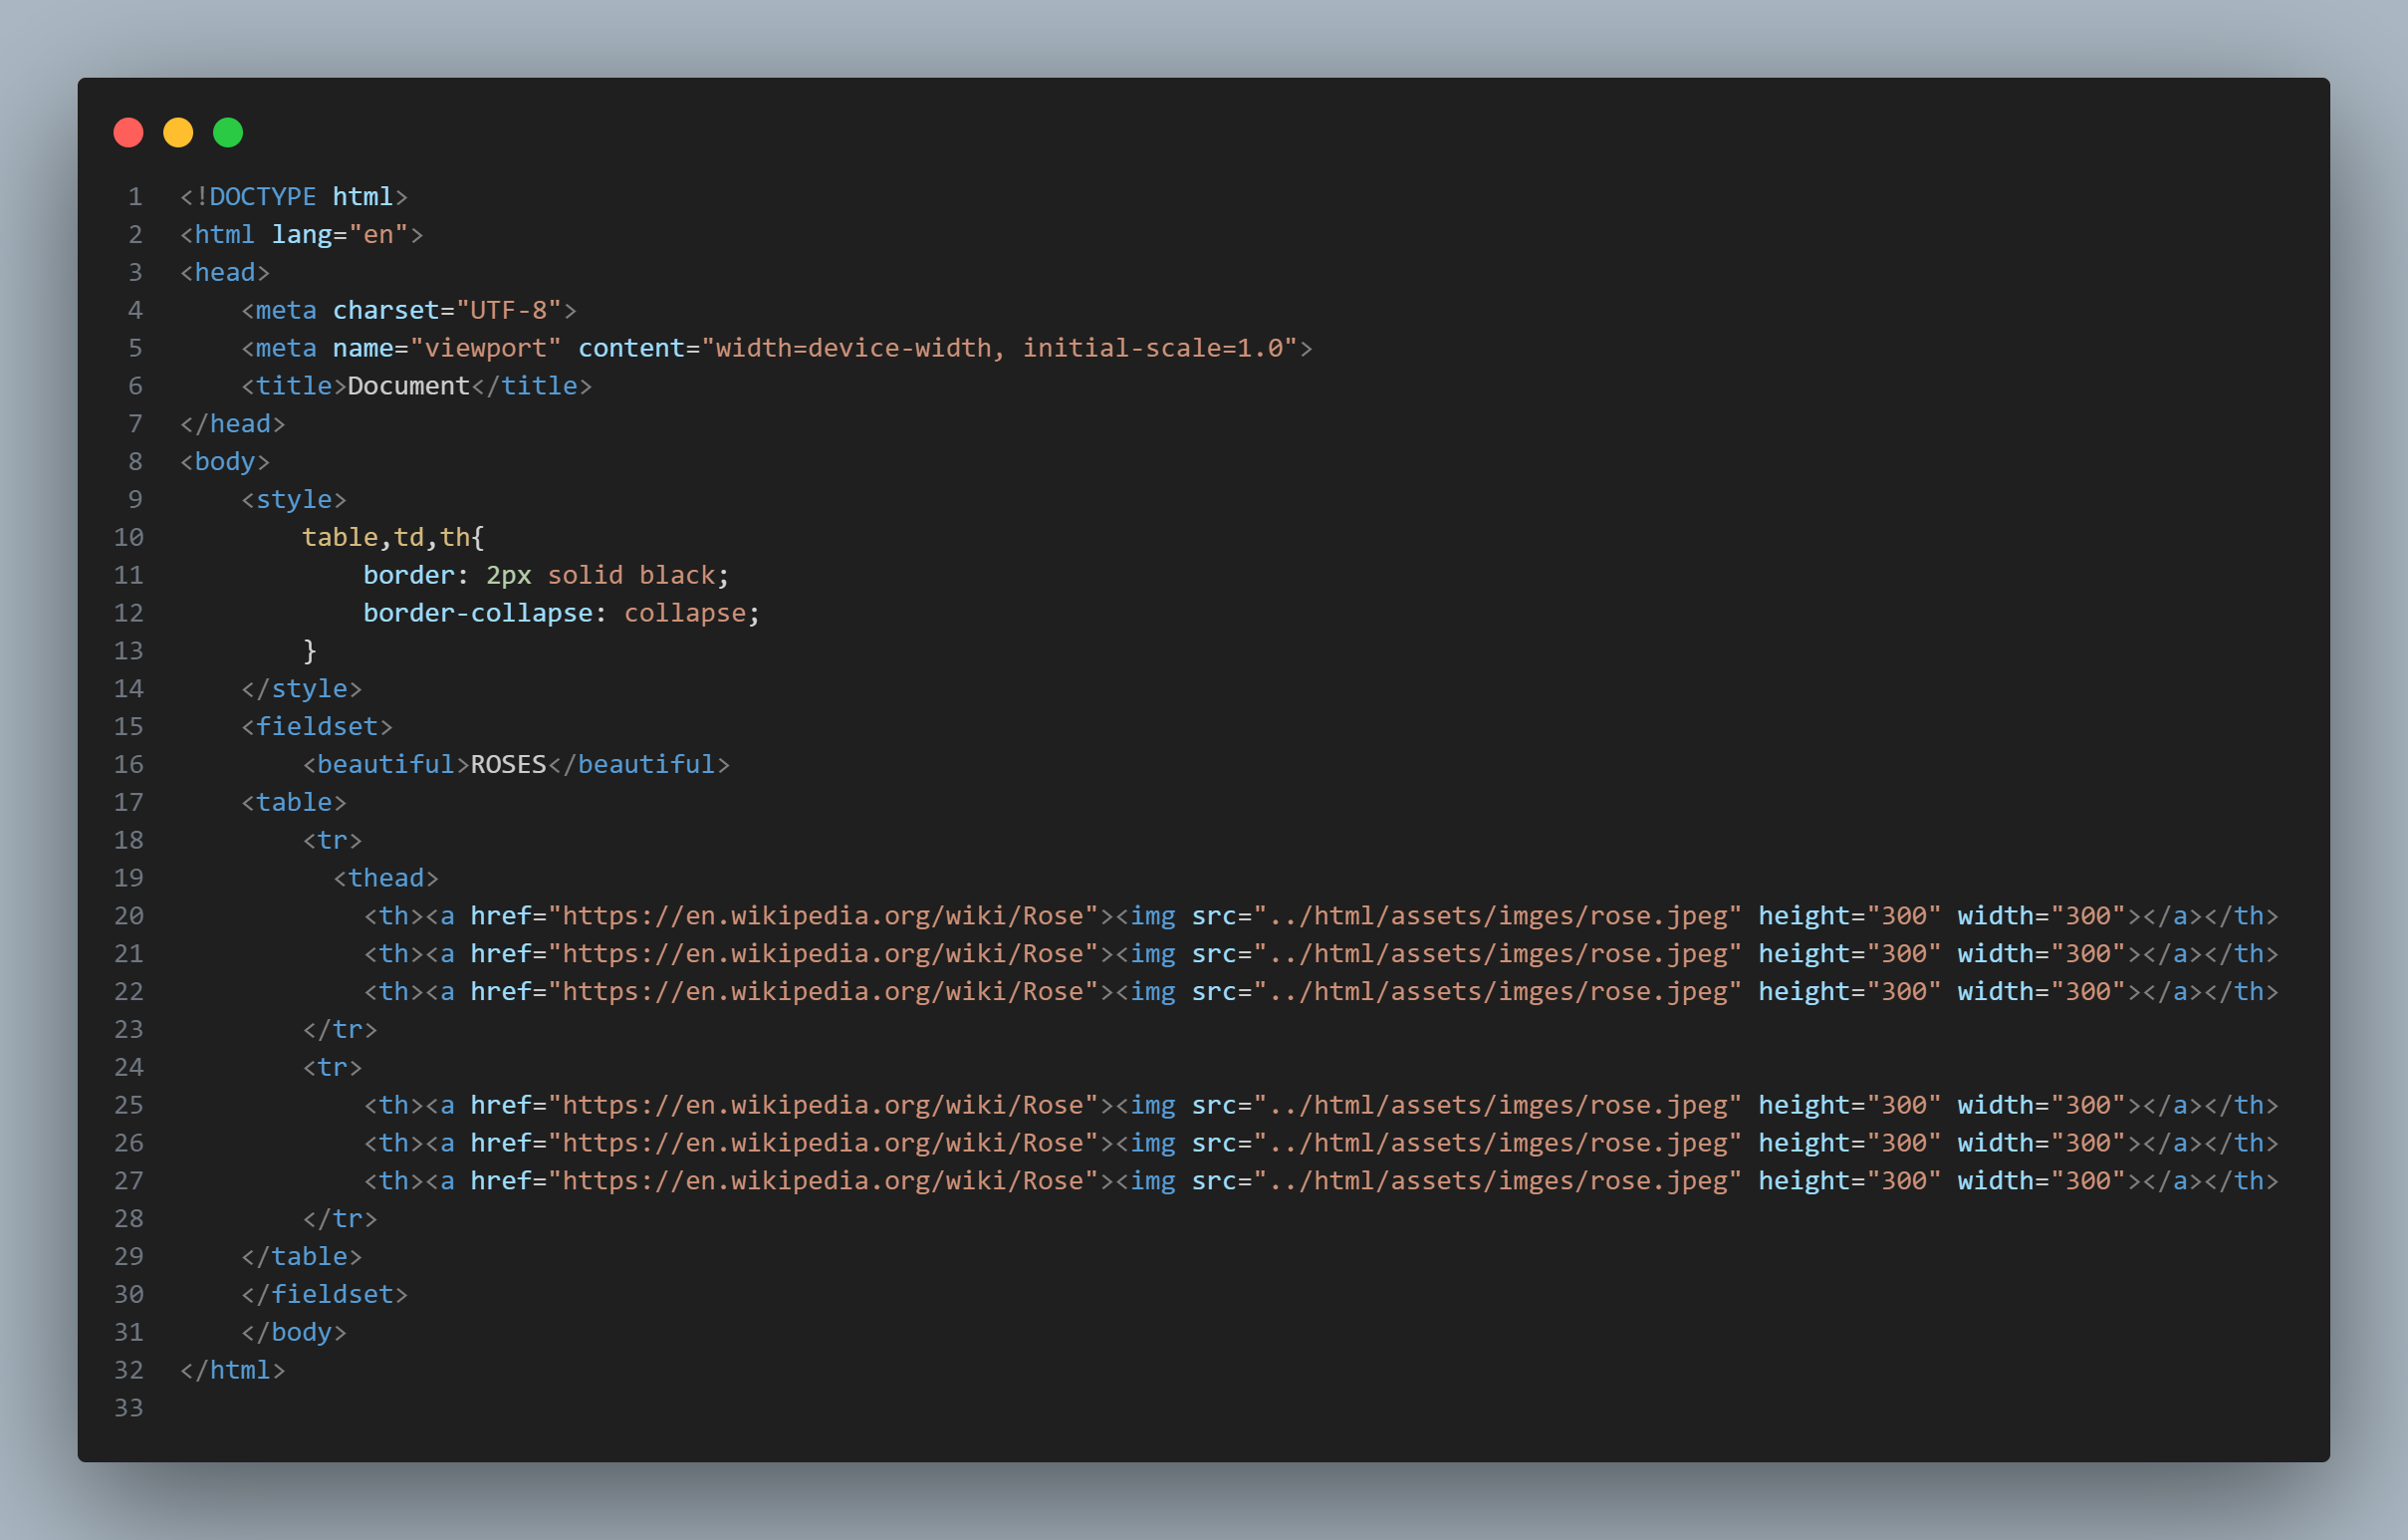 1 <!DOCTYPE html>
2 <html lang="en">
3 <head>
4     <meta charset="UTF-8">
5     <meta name="viewport" content="width=device-width, initial-scale=1.0">
6     <title>Document</title>
7 </head>
8 <body>
9     <style>
10         table,td,th{
11             border: 2px solid black;
12             border-collapse: collapse;
13         }
14     </style>
15     <fieldset>
16         <beautiful>ROSES</beautiful>
17     <table>
18         <tr>
19           <thead>
20             <th><a href="https://en.wikipedia.org/wiki/Rose"><img src="../html/assets/imges/rose.jpeg" height="300" width="300"></a></th>
21             <th><a href="https://en.wikipedia.org/wiki/Rose"><img src="../html/assets/imges/rose.jpeg" height="300" width="300"></a></th>
22             <th><a href="https://en.wikipedia.org/wiki/Rose"><img src="../html/assets/imges/rose.jpeg" height="300" width="300"></a></th>
23         </tr>
24         <tr>
25             <th><a href="https://en.wikipedia.org/wiki/Rose"><img src="../html/assets/imges/rose.jpeg" height="300" width="300"></a></th>
26             <th><a href="https://en.wikipedia.org/wiki/Rose"><img src="../html/assets/imges/rose.jpeg" height="300" width="300"></a></th>
27             <th><a href="https://en.wikipedia.org/wiki/Rose"><img src="../html/assets/imges/rose.jpeg" height="300" width="300"></a></th>
28         </tr>
29     </table>
30     </fieldset>
31     </body>
32 </html>
33